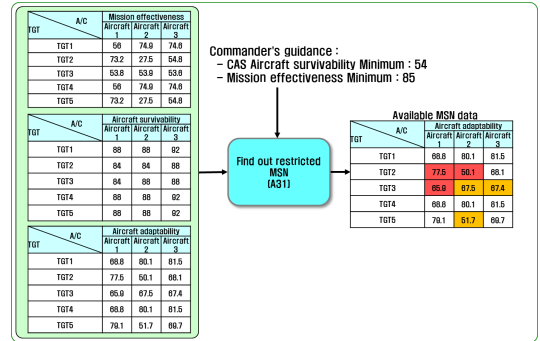 A/C
TGT
Mission effectiveness
Aircraft 1 Aircraft 2 Aircraft 3
TGT1 56 74.9 74.6
TGT2 73.2 27.5 54.8
TGT3 53.8 53.9 53.6
TGT4 56 74.9 74.6
TGT5 73.2 27.5 54.8
A/C
TGT
Aircraft survivability
Aircraft 1 Aircraft 2 Aircraft 3
TGT1 88 88 92
TGT2 84 84 88
TGT3 84 88 88
TGT4 88 88 92
TGT5 88 88 92
A/C
TGT
Aircraft adaptability
Aircraft 1 Aircraft 2 Aircraft 3
TGT1 68.8 80.1 81.5
TGT2 77.5 50.1 68.1
TGT3 65.9 67.5 67.4
TGT4 68.8 80.1 81.5
TGT5 79.1 51.7 69.7
Commander's guidance :
- CAS Aircraft survivability Minimum : 54
- Mission effectiveness Minimum : 85
Find out restricted
MSN
[A31]
Available MSN data
A/C
TGT
Aircraft adaptability
Aircraft 1 Aircraft 2 Aircraft 3
TGT1 68.8 80.1 81.5
TGT2 77.5 50.1 68.1
TGT3 65.9 67.5 67.4
TGT4 68.8 80.1 81.5
TGT5 79.1 51.7 69.7